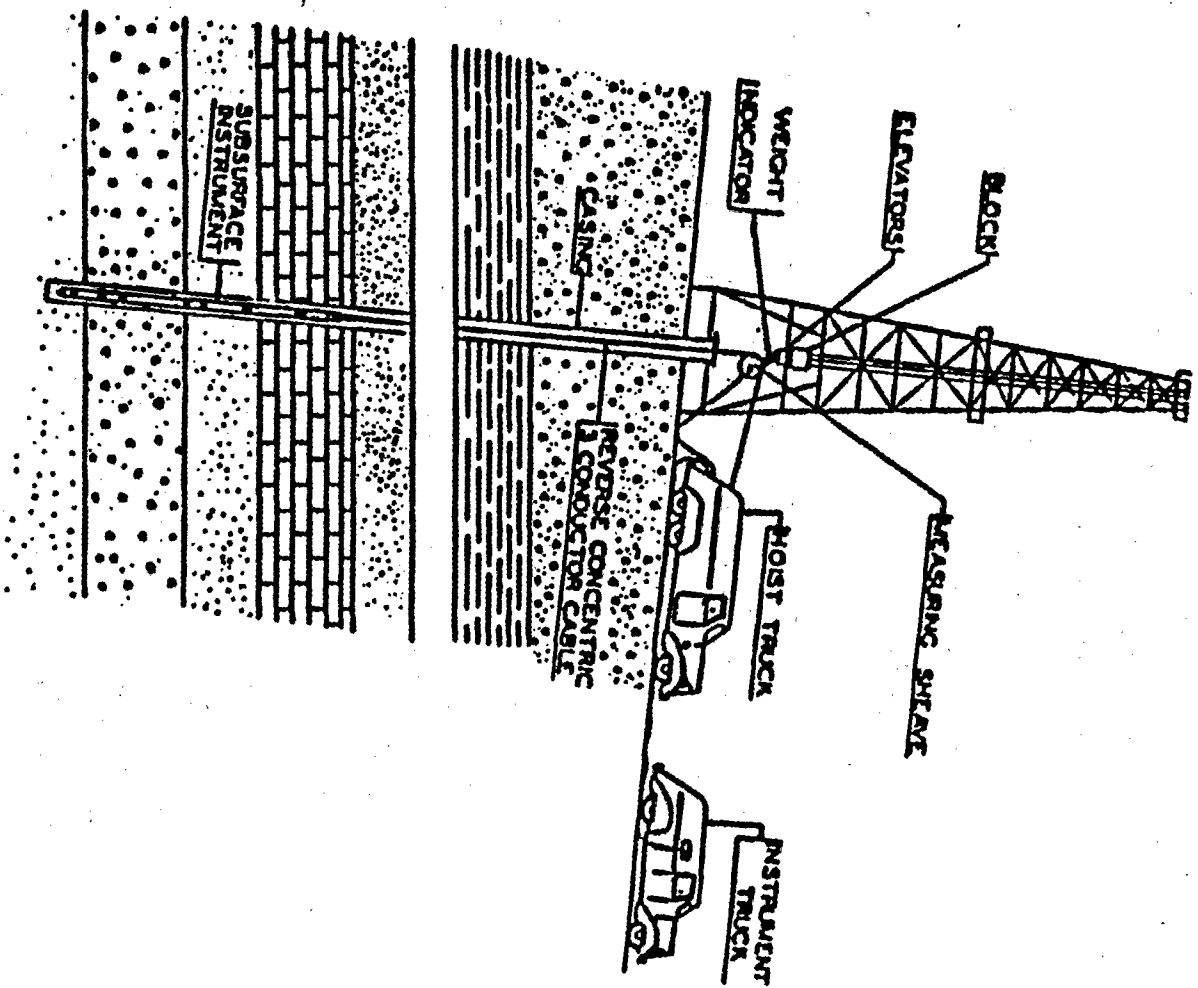 BLOCK
ELEVATORS
WEIGHT
INDICATOR
MEASURING SHEAVE
HOIST TRUCK
INSTRUMENT
TRUCK
CASING
REVERSE CONCENTRIC
3 CONDUCTOR CABLE
SUBSURFACE
INSTRUMENT